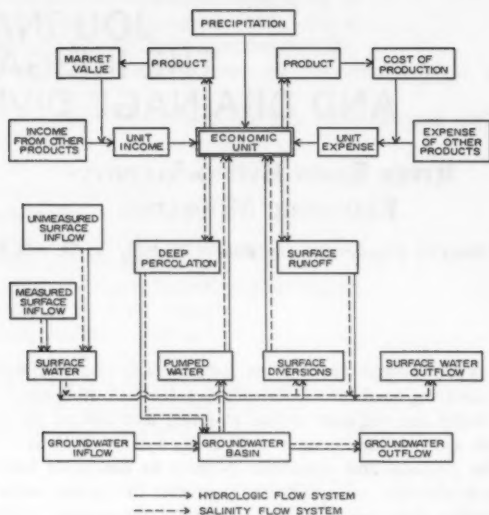 PRECIPITATION
MARKET VALUE
PRODUCT
PRODUCT
COST OF PRODUCTION
INCOME FROM OTHER PRODUCTS
UNIT INCOME
ECONOMIC UNIT
UNIT EXPENSE
EXPENSE OF OTHER PRODUCTS
UNMEASURED SURFACE INFLOW
DEEP PERCOLATION
SURFACE RUNOFF
MEASURED SURFACE INFLOW
SURFACE WATER
PUMPED WATER
SURFACE DIVERSIONS
SURFACE WATER OUTFLOW
GROUNDWATER INFLOW
GROUNDWATER BASIN
GROUNDWATER OUTFLOW
HYDROLOGIC FLOW SYSTEM
SALINITY FLOW SYSTEM